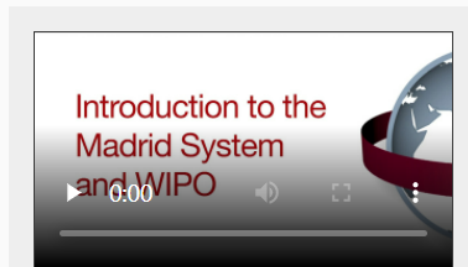 Introduction to the
Madrid System
and WIPO
0:00